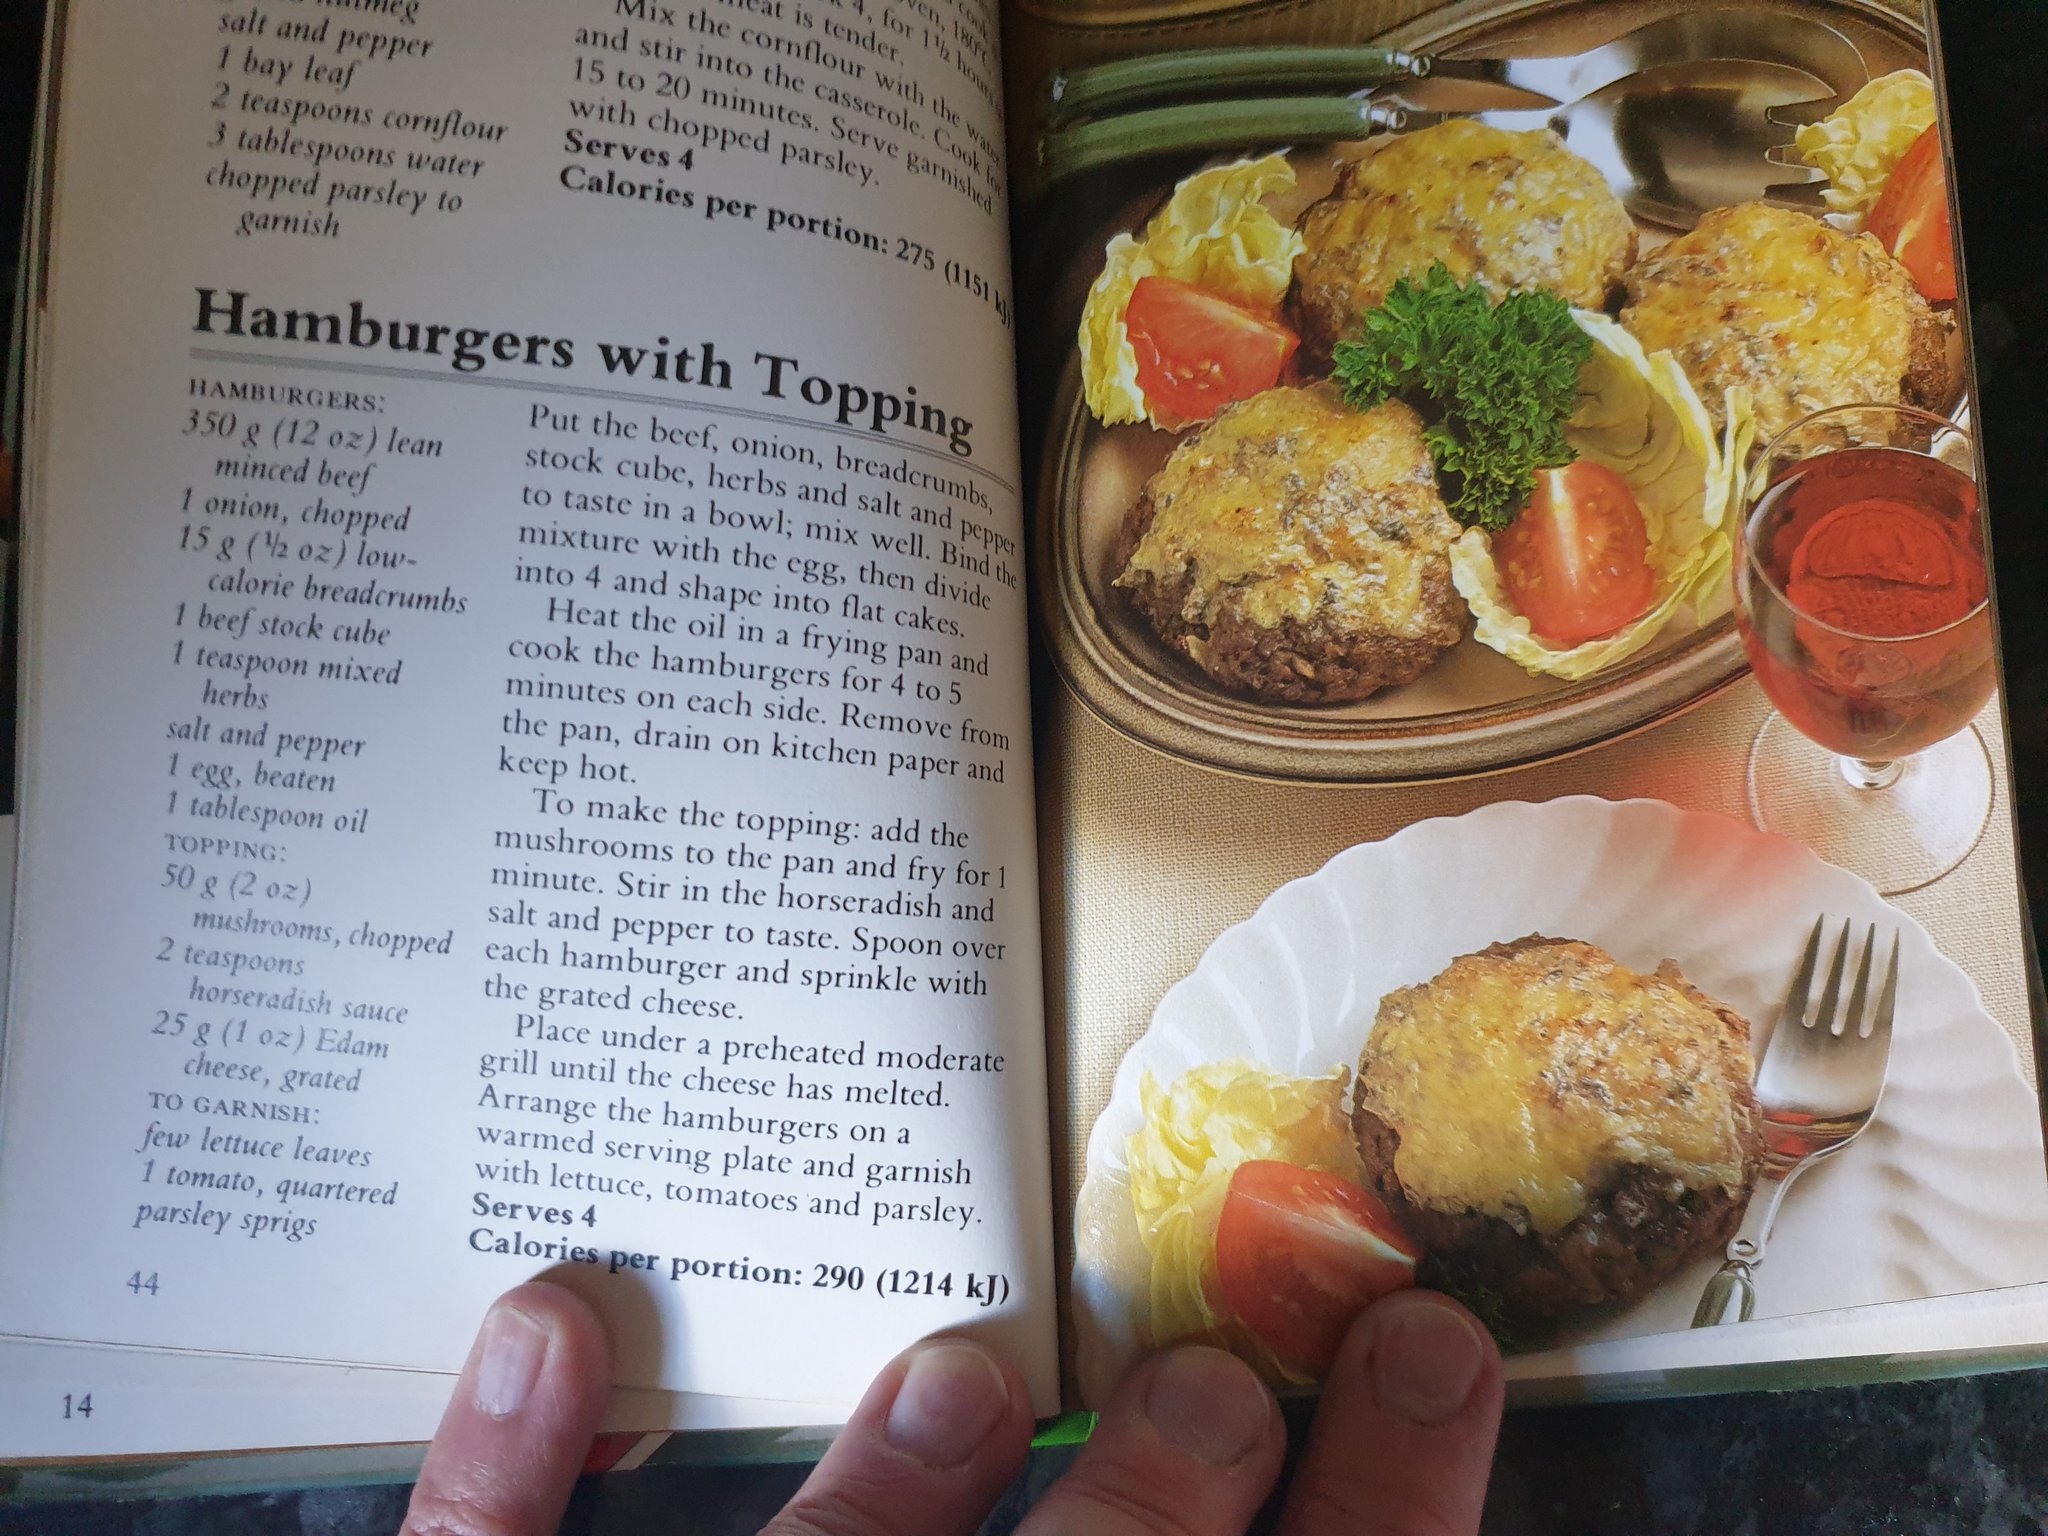 nutmeg
salt and pepper
1 bay leaf
2 teaspoons cornflour
3 tablespoons water
chopped parsley to
garnish
4, for 1½ hours
meat is tender.
Mix the cornflour with the water
and stir into the casserole. Cook for
15 to 20 minutes. Serve garnished
with chopped parsley.
Serves 4
Calories per portion: 275 (1151 kJ)
Hamburgers with Topping
HAMBURGERS:
350 g (12 oz) lean
minced beef
1 onion, chopped
15 g (½ oz) low-
calorie breadcrumbs
1 beef stock cube
1 teaspoon mixed
herbs
salt and pepper
1 egg, beaten
1 tablespoon oil
TOPPING:
50 g (2 oz)
mushrooms, chopped
2 teaspoons
horseradish sauce
25 g (1 oz) Edam
cheese, grated
TO GARNISH:
few lettuce leaves
1 tomato, quartered
parsley sprigs
Put the beef, onion, breadcrumbs,
stock cube, herbs and salt and pepper
to taste in a bowl; mix well. Bind the
mixture with the egg, then divide
into 4 and shape into flat cakes.
Heat the oil in a frying pan and
cook the hamburgers for 4 to 5
minutes on each side. Remove from
the pan, drain on kitchen paper and
keep hot.
To make the topping: add the
mushrooms to the pan and fry for 1
minute. Stir in the horseradish and
salt and pepper to taste. Spoon over
each hamburger and sprinkle with
the grated cheese.
Place under a preheated moderate
grill until the cheese has melted.
Arrange the hamburgers on a
warmed serving plate and garnish
with lettuce, tomatoes and parsley.
Serves 4
Calories per portion: 290 (1214 kJ)
44
14